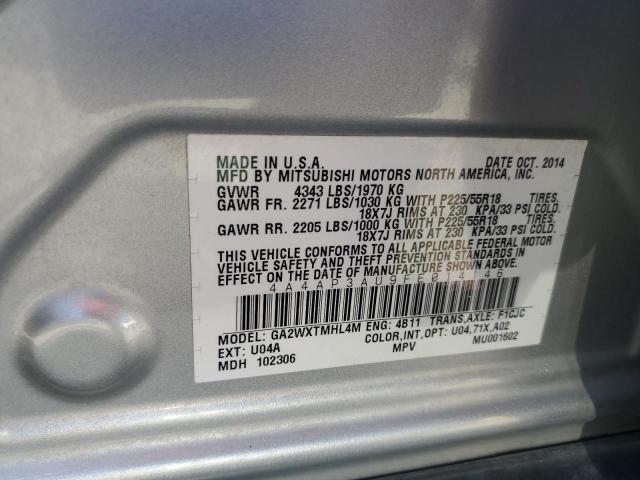 MADE IN U.S.A. DATE OCT. 2014
MFD BY MITSUBISHI MOTORS NORTH AMERICA, INC.
GVWR 4343 LBS/1970 KG
GAWR FR. 2271 LBS/1030 KG WITH P225/55R18 TIRES,
18X7J RIMS AT 230 KPA/33 PSI COLD.
GAWR RR. 2205 LBS/1000 KG WITH P225/55R18 TIRES,
18X7J RIMS AT 230 KPA/33 PSI COLD.
THIS VEHICLE CONFORMS TO ALL APPLICABLE FEDERAL MOTOR
VEHICLE SAFETY AND THEFT PREVENTION STANDARDS IN
EFFECT ON THE DATE OF MANUFACTURE SHOWN ABOVE.
4A4AP3AU9FE014146
MODEL: GA2WXTMHL4M ENG: 4B11 TRANS,AXLE: F1CJC
EXT: U04A COLOR,INT,OPT: U04,71X,A02
MDH 102306 MPV MU001602